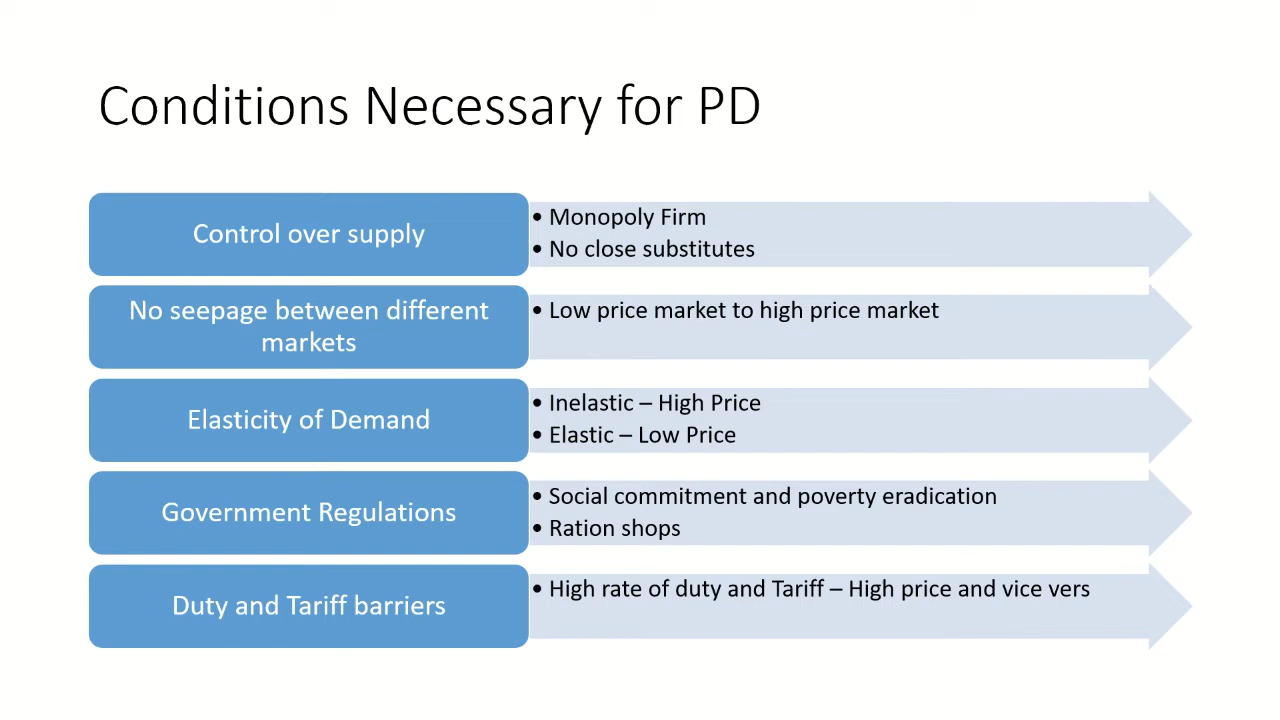 Conditions Necessary for PD
Control over supply
• Monopoly Firm
• No close substitutes
No seepage between different
markets
• Low price market to high price market
Elasticity of Demand
• Inelastic – High Price
• Elastic – Low Price
Government Regulations
• Social commitment and poverty eradication
• Ration shops
Duty and Tariff barriers
• High rate of duty and Tariff – High price and vice vers